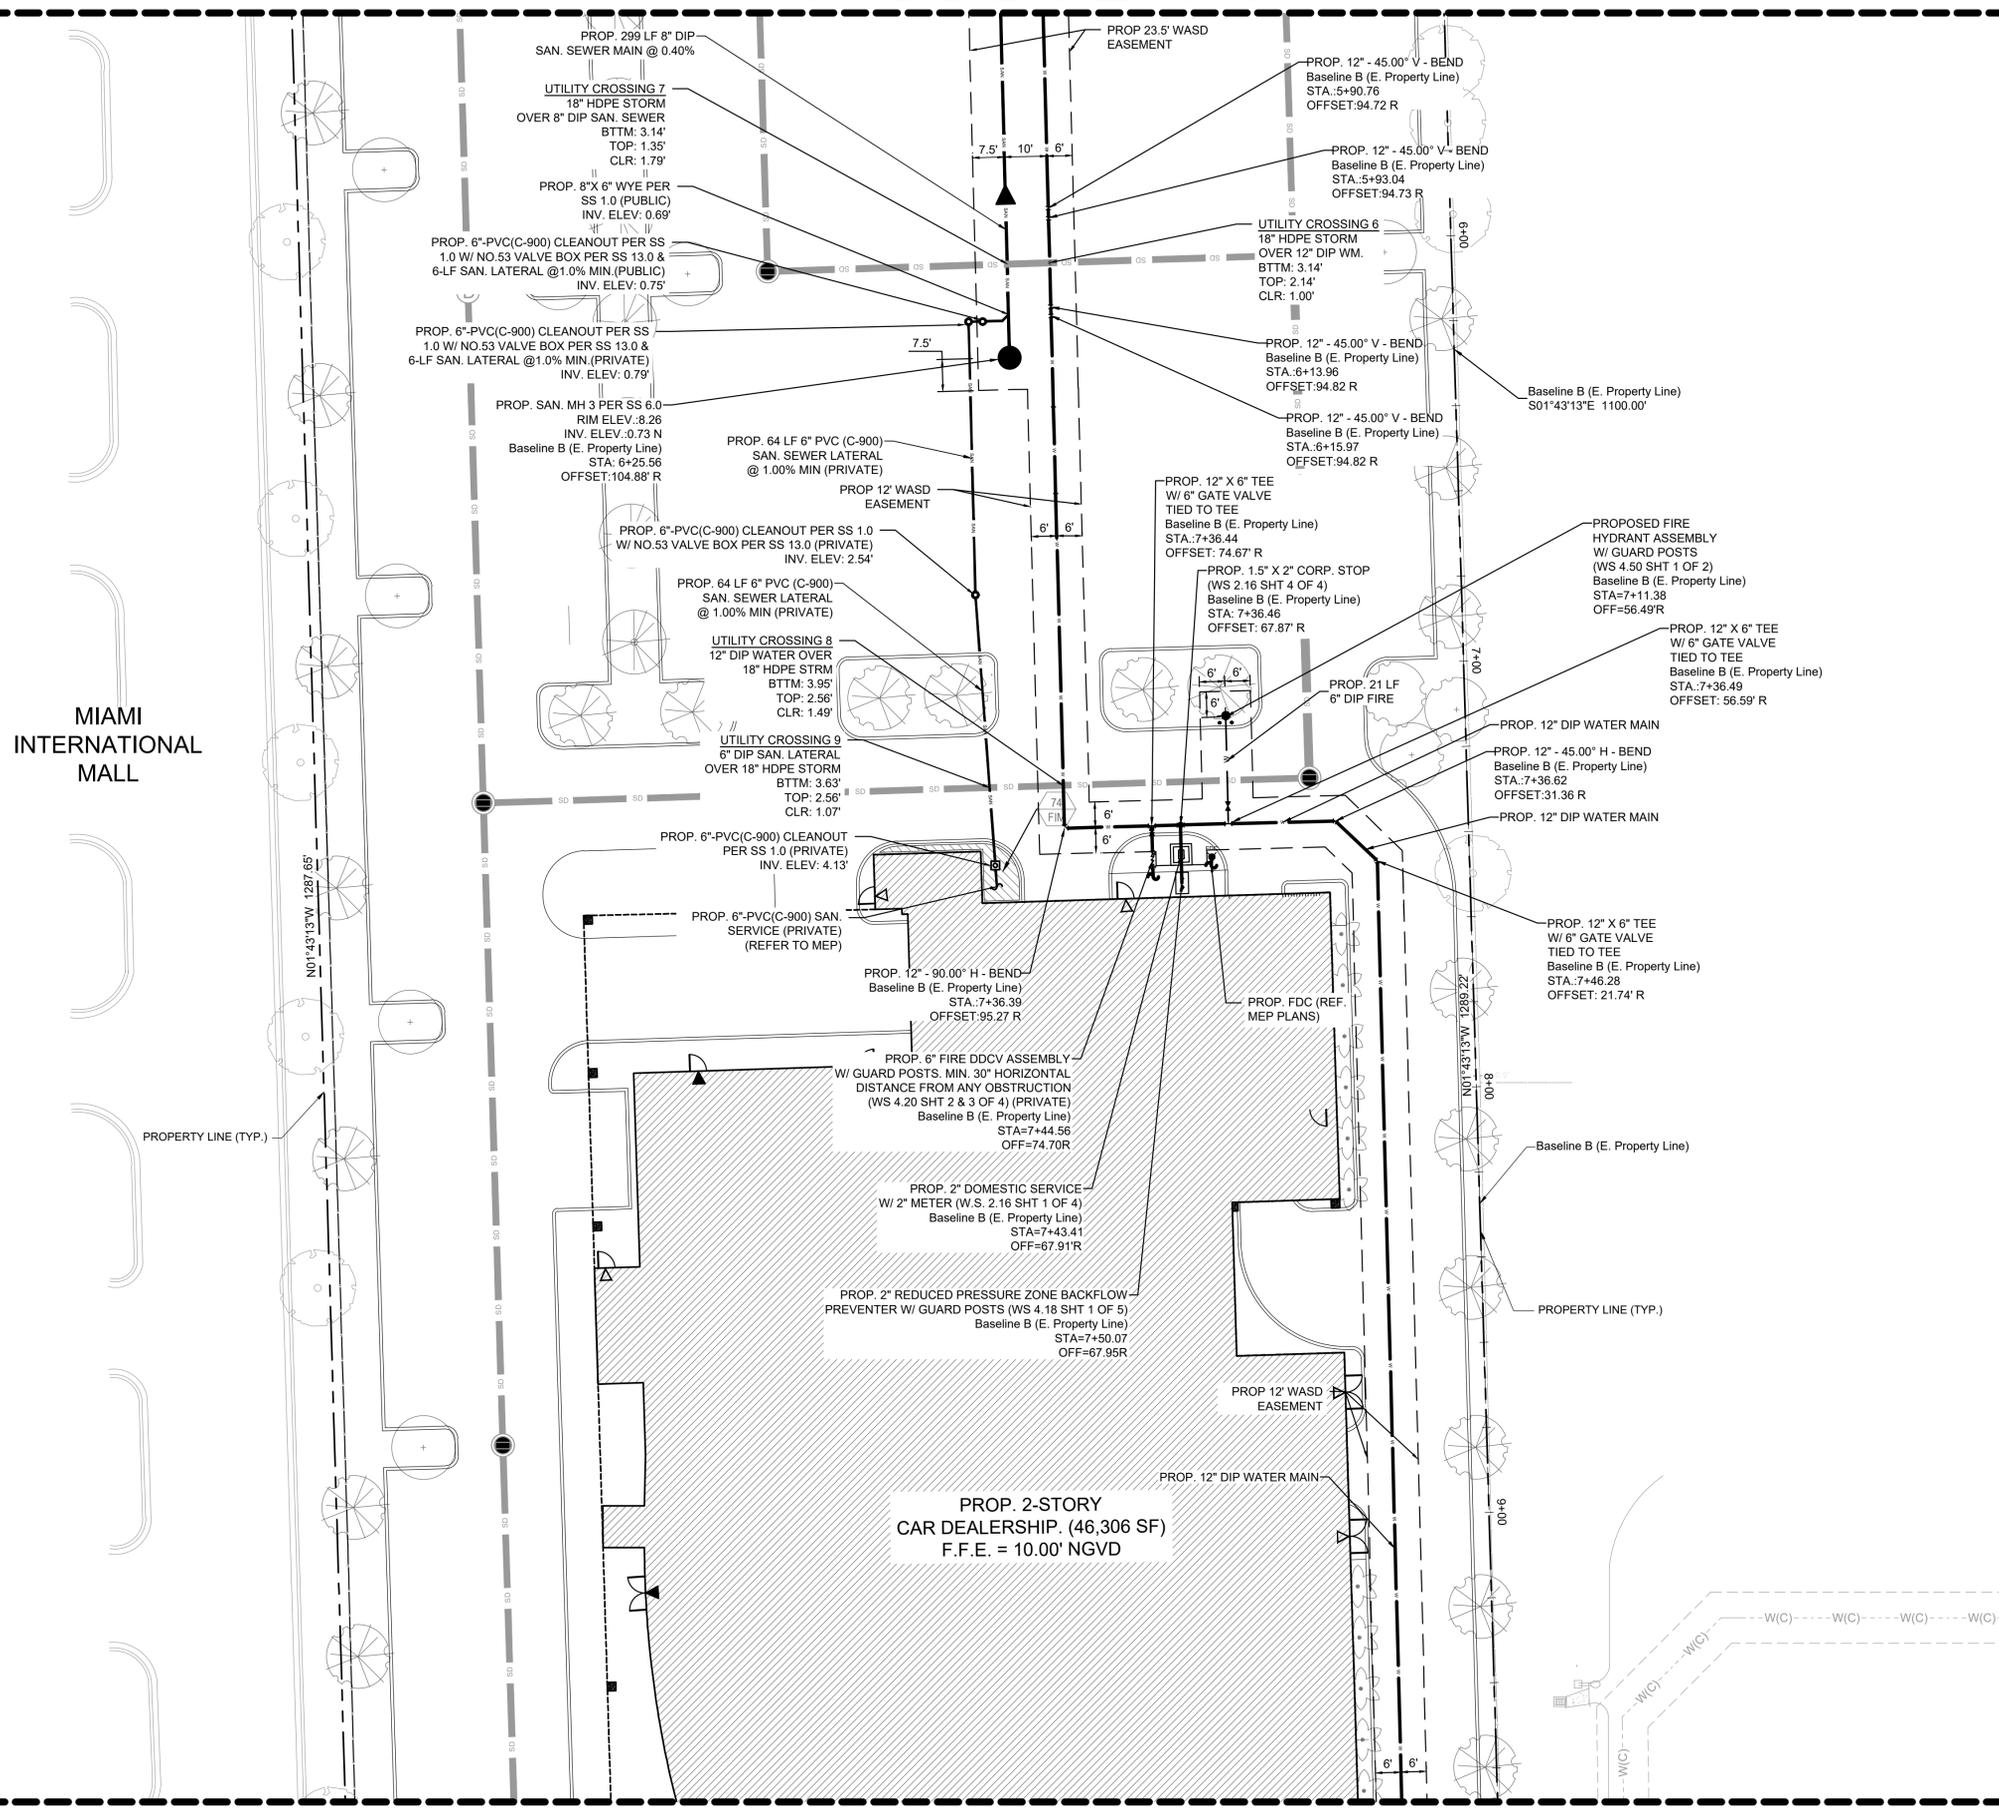 PROP. 299 LF 8" DIP
SAN. SEWER MAIN @ 0.40%
UTILITY CROSSING 7
18" HDPE STORM
OVER 8" DIP SAN. SEWER
BTTM: 3.14'
TOP: 1.35'
CLR: 1.79'
PROP. 8"X 6" WYE PER
SS 1.0 (PUBLIC)
INV. ELEV: 0.69'
PROP. 6"-PVC(C-900) CLEANOUT PER SS
1.0 W/ NO.53 VALVE BOX PER SS 13.0 &
6-LF SAN. LATERAL @1.0% MIN.(PUBLIC)
INV. ELEV: 0.75'
PROP. 6"-PVC(C-900) CLEANOUT PER SS
1.0 W/ NO.53 VALVE BOX PER SS 13.0 &
6-LF SAN. LATERAL @1.0% MIN.(PRIVATE)
INV. ELEV: 0.79'
PROP. SAN. MH 3 PER SS 6.0
RIM ELEV.:8.26
INV. ELEV.:0.73 N
Baseline B (E. Property Line)
STA: 6+25.56
OFFSET:104.88' R
PROP 23.5' WASD
EASEMENT
7.5'
10'
6'
7.5'
PROP. 12" - 45.00° V - BEND
Baseline B (E. Property Line)
STA.:5+90.76
OFFSET:94.72 R
PROP. 12" - 45.00° V - BEND
Baseline B (E. Property Line)
STA.:5+93.04
OFFSET:94.73 R
UTILITY CROSSING 6
18" HDPE STORM
OVER 12" DIP WM.
BTTM: 3.14'
TOP: 2.14'
CLR: 1.00'
6+00
PROP. 12" - 45.00° V - BEND
Baseline B (E. Property Line)
STA.:6+13.96
OFFSET:94.82 R
PROP. 12" - 45.00° V - BEND
Baseline B (E. Property Line)
STA.:6+15.97
OFFSET:94.82 R
Baseline B (E. Property Line)
S01°43'13"E 1100.00'
PROP. 64 LF 6" PVC (C-900)
SAN. SEWER LATERAL
@ 1.00% MIN (PRIVATE)
PROP 12' WASD
EASEMENT
PROP. 6"-PVC(C-900) CLEANOUT PER SS 1.0
W/ NO.53 VALVE BOX PER SS 13.0 (PRIVATE)
INV. ELEV: 2.54'
PROP. 64 LF 6" PVC (C-900)
SAN. SEWER LATERAL
@ 1.00% MIN (PRIVATE)
6'
6'
PROP. 12" X 6" TEE
W/ 6" GATE VALVE
TIED TO TEE
Baseline B (E. Property Line)
STA.:7+36.44
OFFSET: 74.67' R
PROP. 1.5" X 2" CORP. STOP
(WS 2.16 SHT 4 OF 4)
Baseline B (E. Property Line)
STA: 7+36.46
OFFSET: 67.87' R
PROPOSED FIRE
HYDRANT ASSEMBLY
W/ GUARD POSTS
(WS 4.50 SHT 1 OF 2)
Baseline B (E. Property Line)
STA=7+11.38
OFF=56.49'R
PROP. 12" X 6" TEE
W/ 6" GATE VALVE
TIED TO TEE
Baseline B (E. Property Line)
STA.:7+36.49
OFFSET: 56.59' R
7+00
6'
6'
6'
PROP. 21 LF
6" DIP FIRE
PROP. 12" DIP WATER MAIN
PROP. 12" - 45.00° H - BEND
Baseline B (E. Property Line)
STA.:7+36.62
OFFSET:31.36 R
PROP. 12" DIP WATER MAIN
UTILITY CROSSING 8
12" DIP WATER OVER
18" HDPE STRM
BTTM: 3.95'
TOP: 2.56'
CLR: 1.49'
UTILITY CROSSING 9
6" DIP SAN. LATERAL
OVER 18" HDPE STORM
BTTM: 3.63'
TOP: 2.56'
CLR: 1.07'
MIAMI
INTERNATIONAL
MALL
6'
6'
PROP. 6"-PVC(C-900) CLEANOUT
PER SS 1.0 (PRIVATE)
INV. ELEV: 4.13'
PROP. 6"-PVC(C-900) SAN.
SERVICE (PRIVATE)
(REFER TO MEP)
N01°43'13"W 1287.65'
PROP. 12" X 6" TEE
W/ 6" GATE VALVE
TIED TO TEE
Baseline B (E. Property Line)
STA.:7+46.28
OFFSET: 21.74' R
PROP. 12" - 90.00° H - BEND
Baseline B (E. Property Line)
STA.:7+36.39
OFFSET:95.27 R
PROP. FDC (REF.
MEP PLANS)
N01°43'13"W 1289.22'
8+00
PROP. 6" FIRE DDCV ASSEMBLY
W/ GUARD POSTS. MIN. 30" HORIZONTAL
DISTANCE FROM ANY OBSTRUCTION
(WS 4.20 SHT 2 & 3 OF 4) (PRIVATE)
Baseline B (E. Property Line)
STA=7+44.56
OFF=74.70R
PROPERTY LINE (TYP.)
Baseline B (E. Property Line)
PROP. 2" DOMESTIC SERVICE
W/ 2" METER (W.S. 2.16 SHT 1 OF 4)
Baseline B (E. Property Line)
STA=7+43.41
OFF=67.91'R
PROP. 2" REDUCED PRESSURE ZONE BACKFLOW
PREVENTER W/ GUARD POSTS (WS 4.18 SHT 1 OF 5)
Baseline B (E. Property Line)
STA=7+50.07
OFF=67.95R
PROPERTY LINE (TYP.)
PROP 12' WASD
EASEMENT
PROP. 12" DIP WATER MAIN
9+00
PROP. 2-STORY
CAR DEALERSHIP. (46,306 SF)
F.F.E. = 10.00' NGVD
W(C) W(C) W(C) W(C)
W(C)
W(C)
W(C)
6'
6'